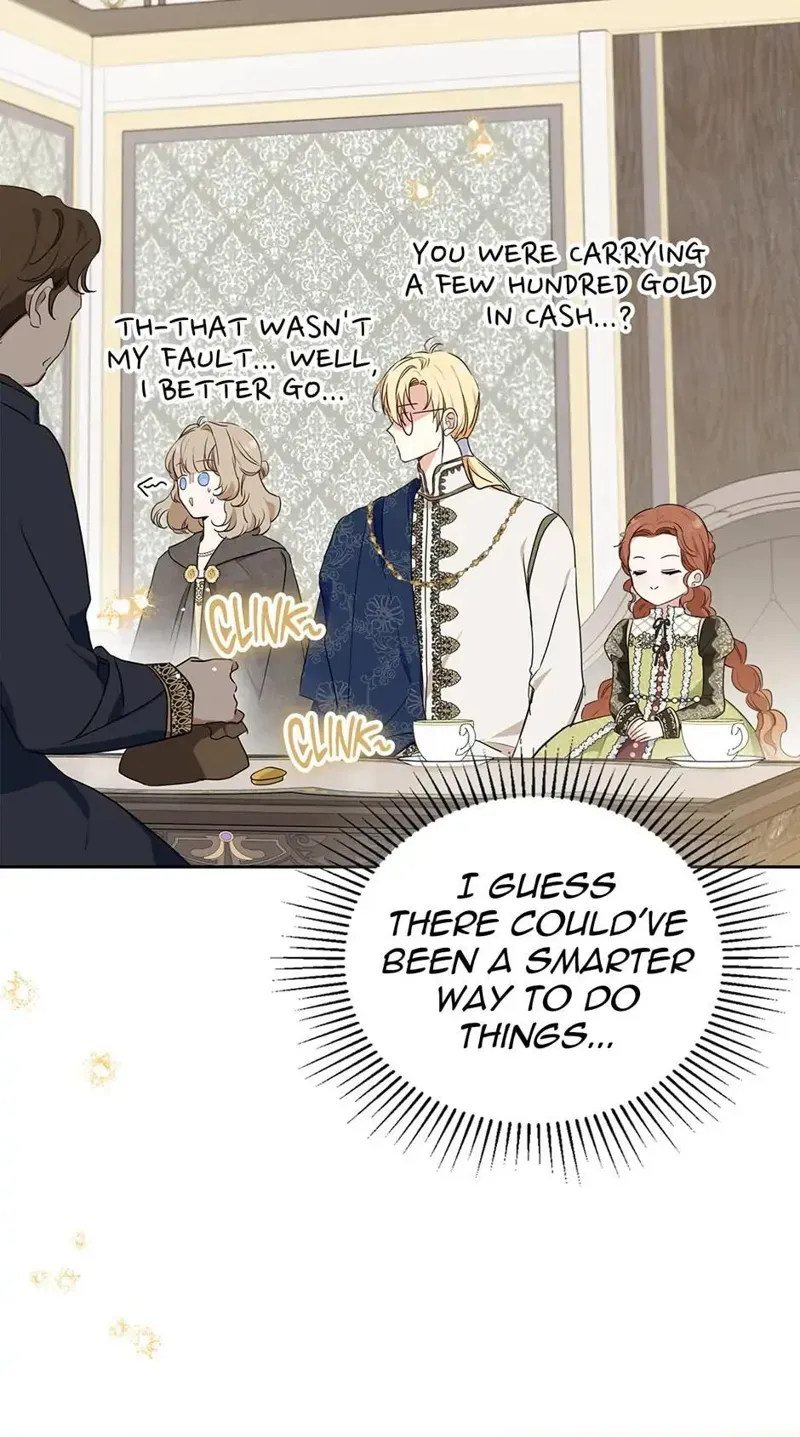 YOU WERE CARRYING
A FEW HUNDRED GOLD
IN CASH...?
TH-THAT WASN'T
MY FAULT... WELL,
I BETTER GO...
CLINK~
CLINK~
I GUESS
THERE COULD'VE
BEEN A SMARTER
WAY TO DO
THINGS...